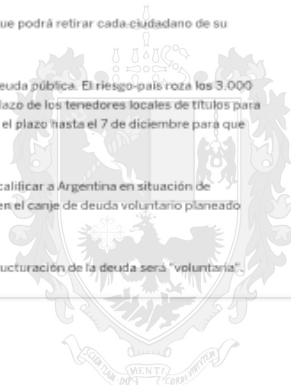 ue podrá retirar cada ciudadano de su
euda pública. El riesgo-país roza los 3.000
lazo de los tenedores locales de títulos para
el plazo hasta el 7 de diciembre para que
calificar a Argentina en situación de
en el canje de deuda voluntario planeado
ucturación de la deuda será "voluntaria".